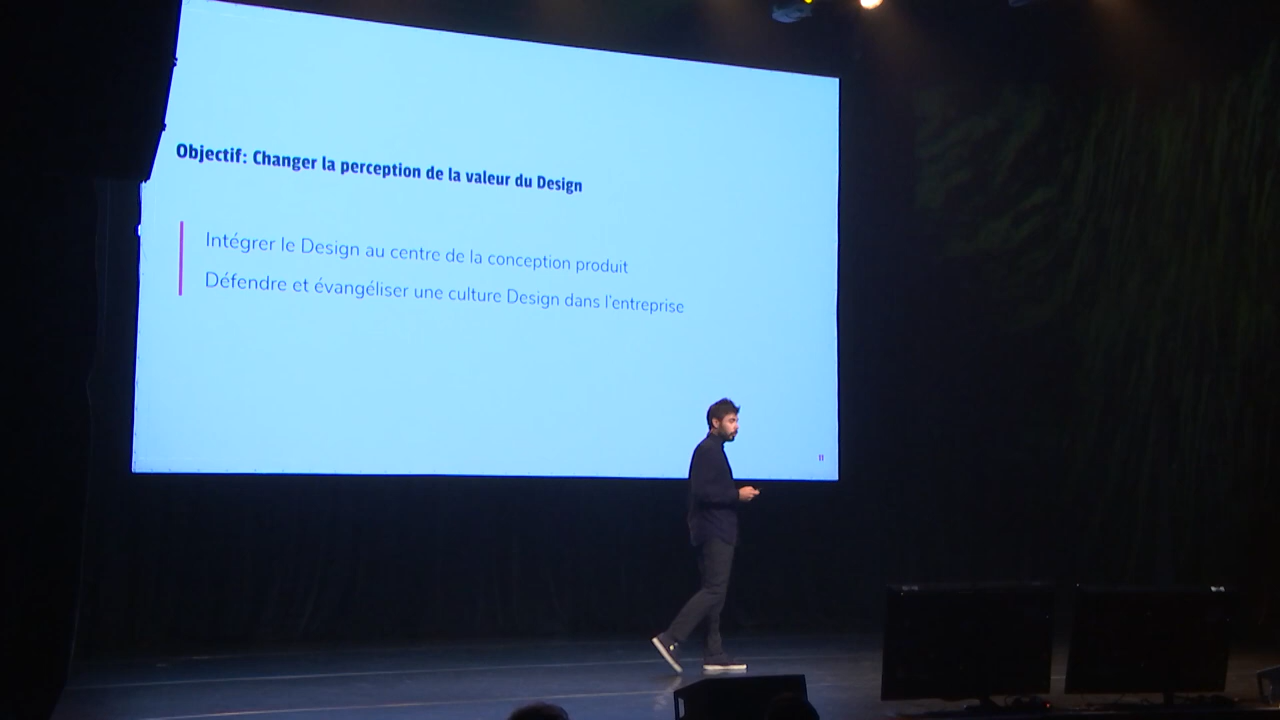 Objectif: Changer la perception de la valeur du Design
Intégrer le Design au centre de la conception produit
Défendre et évangéliser une culture Design dans l'entreprise
11